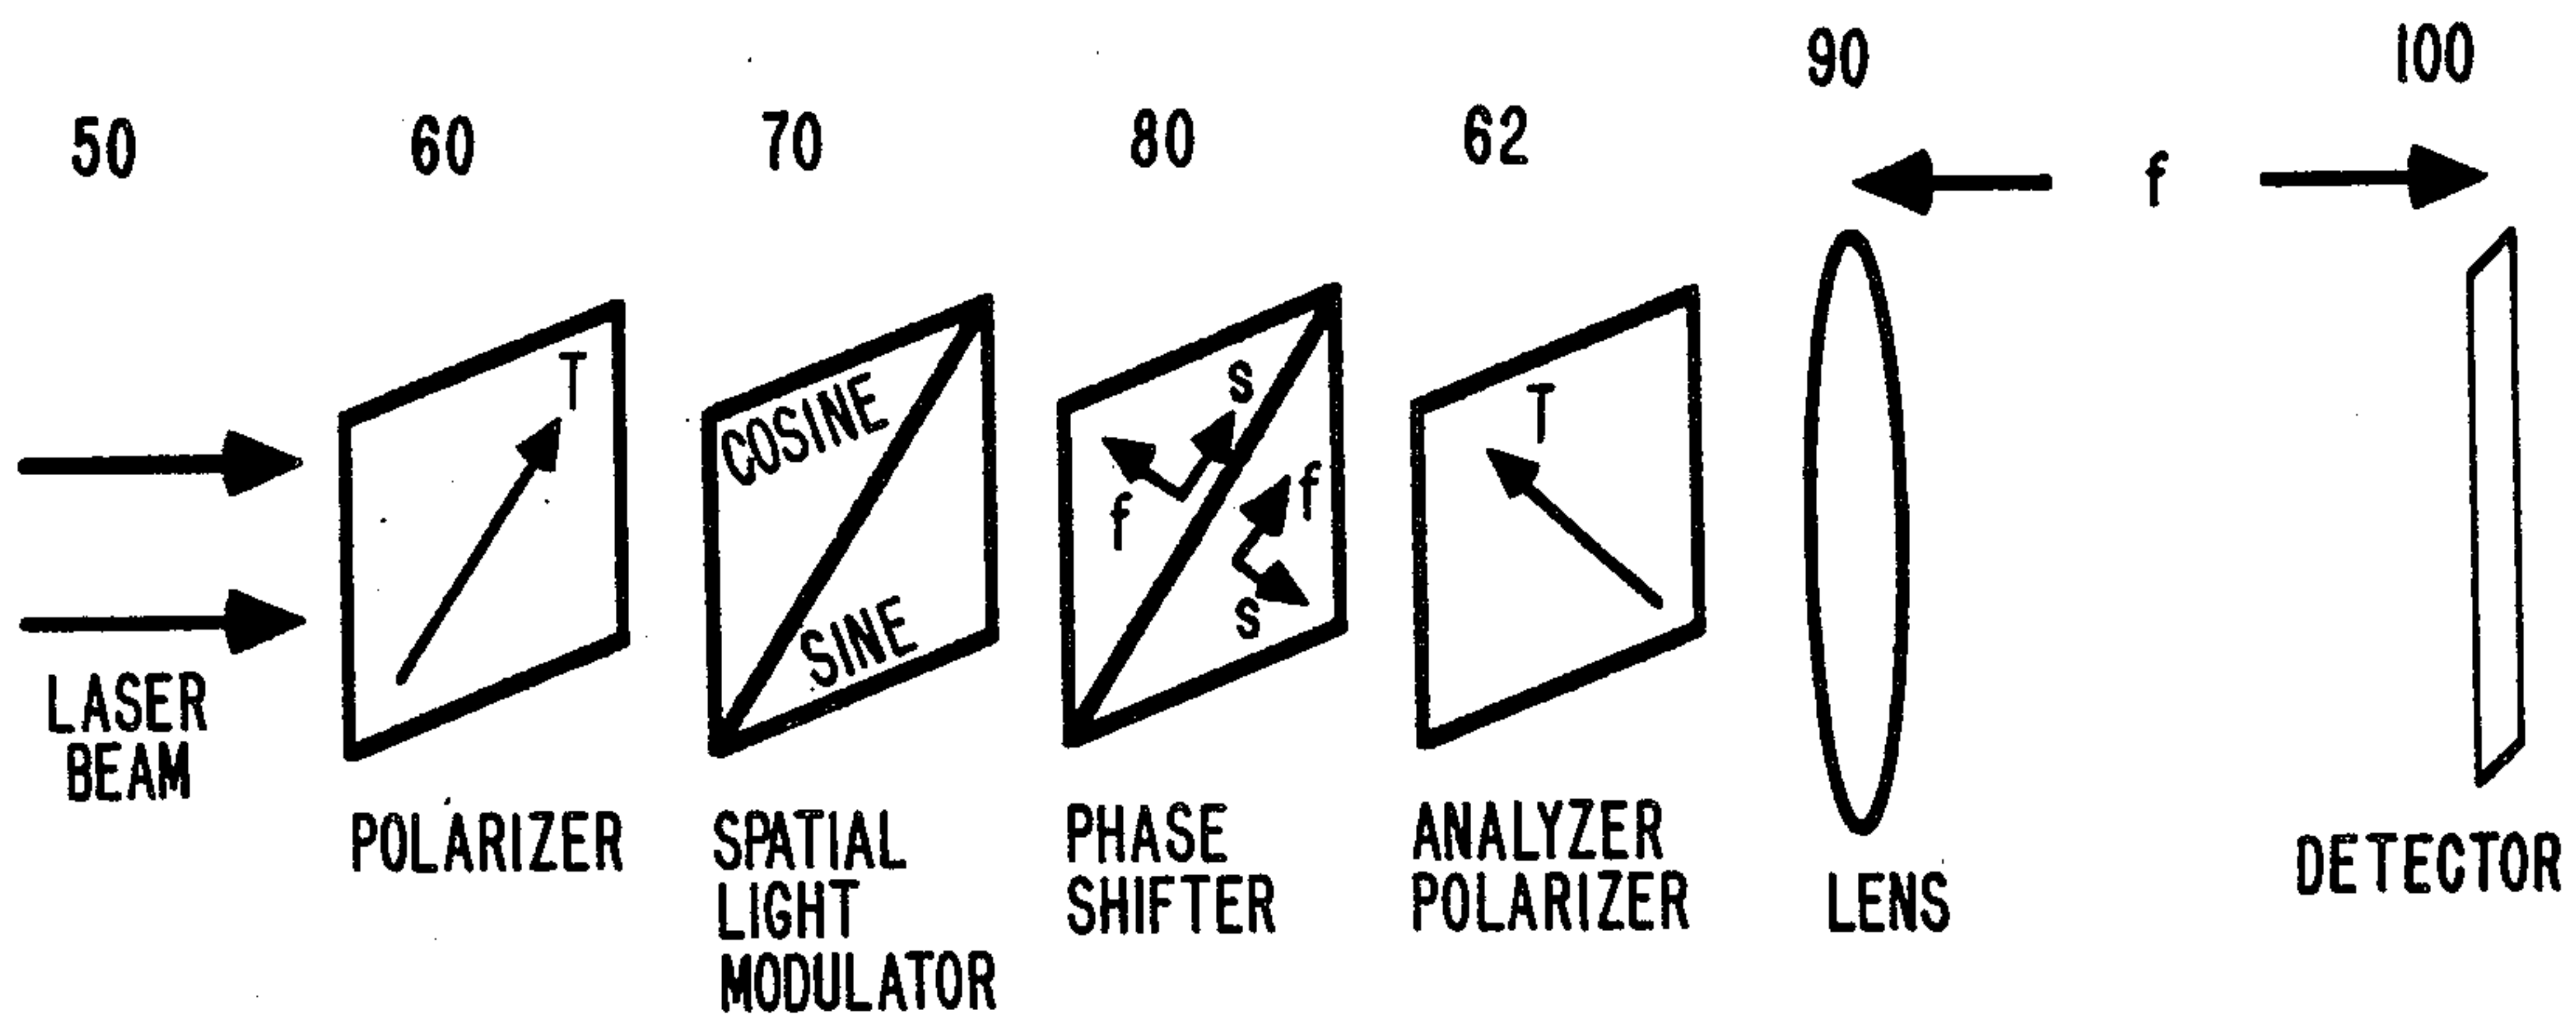 50
60
70
80
62
90
100
f
T
COSINE
SINE
s
f
f
s
T
LASER
BEAM
POLARIZER
SPATIAL
LIGHT
MODULATOR
PHASE
SHIFTER
ANALYZER
POLARIZER
LENS
DETECTOR